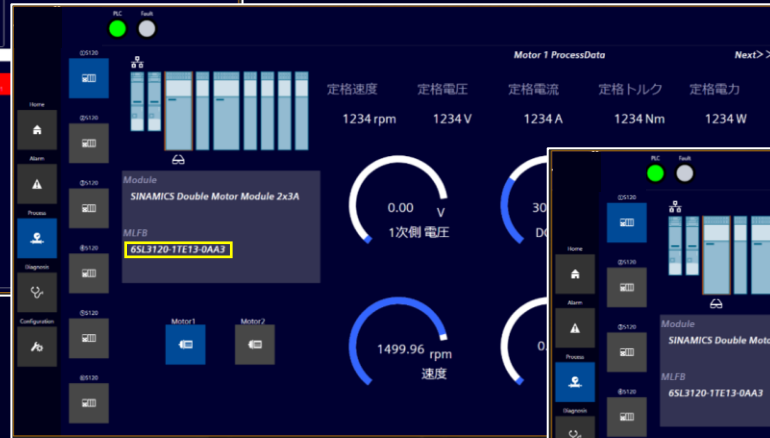 PLC Fault
Motor 1 ProcessData Next>>
①S120
定格速度 定格電圧 定格電流 定格トルク 定格電力
1234 rpm 1234 V 1234 A 1234 Nm 1234 W
Home
②S120
Alarm
③S120
Module
SINAMICS Double Motor Module 2x3A
MLFB
6SL3120-1TE13-0AA3
0.00 V
1次側 電圧
30
DC
Process
④S120
Diagnosis
⑤S120
Configuration
Motor1 Motor2
1499.96 rpm
速度
0.
⑥S120
PLC Fault
①S120
Home
②S120
Alarm
③S120
Module
SINAMICS Double Moto
MLFB
6SL3120-1TE13-0AA3
Process
④S120
Diagnosis